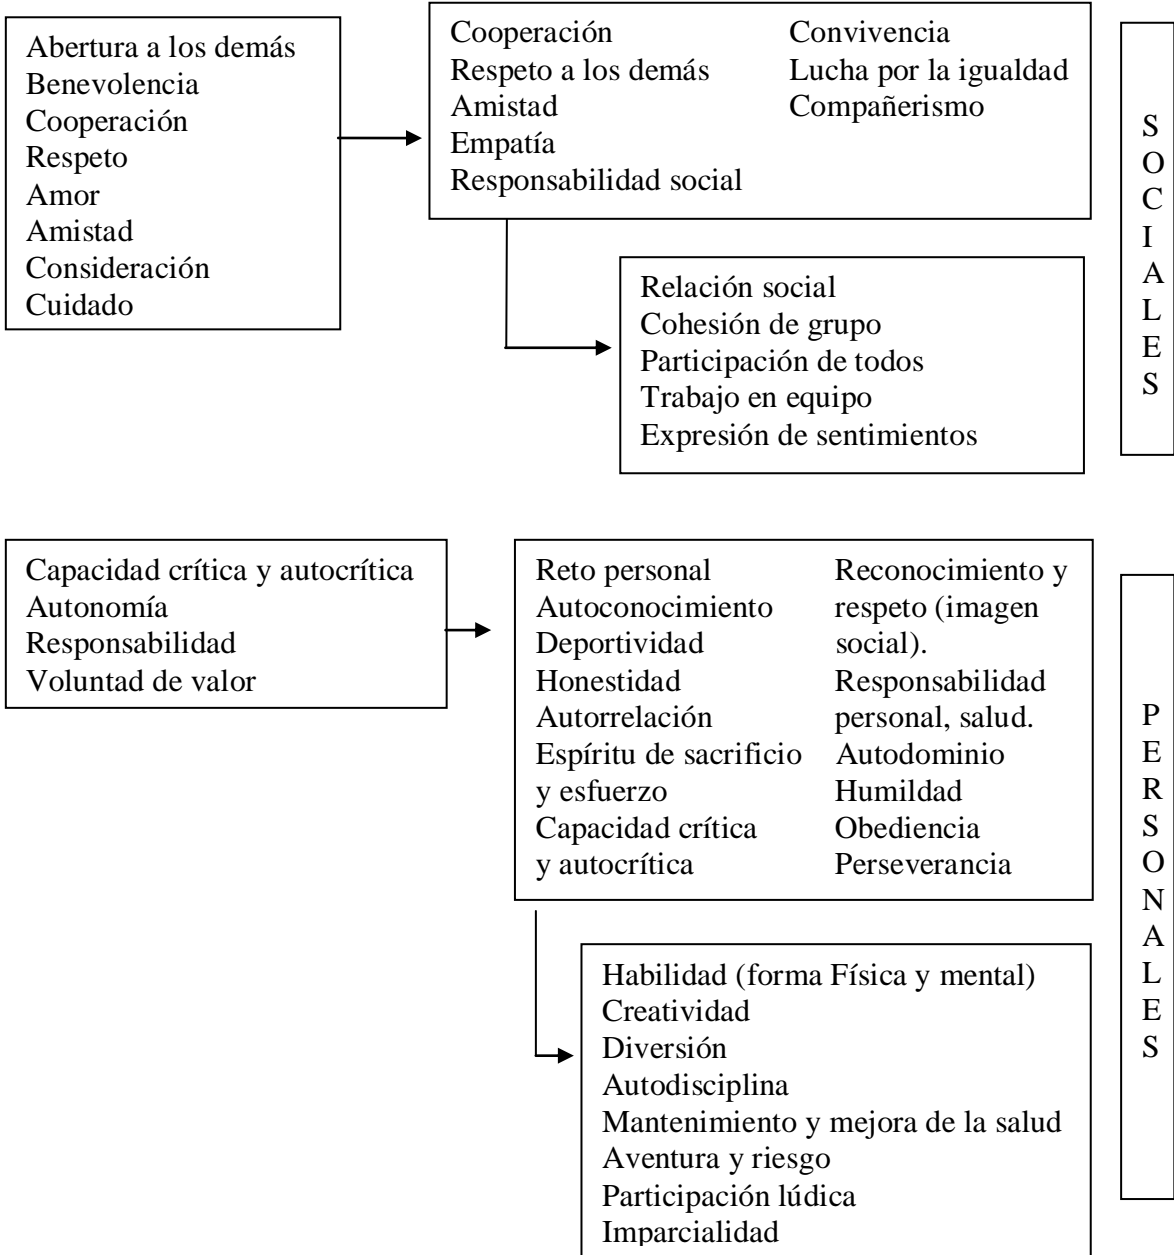 Abertura a los demás
Benevolencia
Cooperación
Respeto
Amor
Amistad
Consideración
Cuidado
Cooperación
Respeto a los demás
Amistad
Empatía
Responsabilidad social
Convivencia
Lucha por la igualdad
Compañerismo
Relación social
Cohesión de grupo
Participación de todos
Trabajo en equipo
Expresión de sentimientos
S
O
C
I
A
L
E
S
Capacidad crítica y autocrítica
Autonomía
Responsabilidad
Voluntad de valor
Reto personal
Autoconocimiento
Deportividad
Honestidad
Autorrelación
Espíritu de sacrificio
y esfuerzo
Capacidad crítica
y autocrítica
Reconocimiento y
respeto (imagen
social).
Responsabilidad
personal, salud.
Autodominio
Humildad
Obediencia
Perseverancia
Habilidad (forma Física y mental)
Creatividad
Diversión
Autodisciplina
Mantenimiento y mejora de la salud
Aventura y riesgo
Participación lúdica
Imparcialidad
P
E
R
S
O
N
A
L
E
S